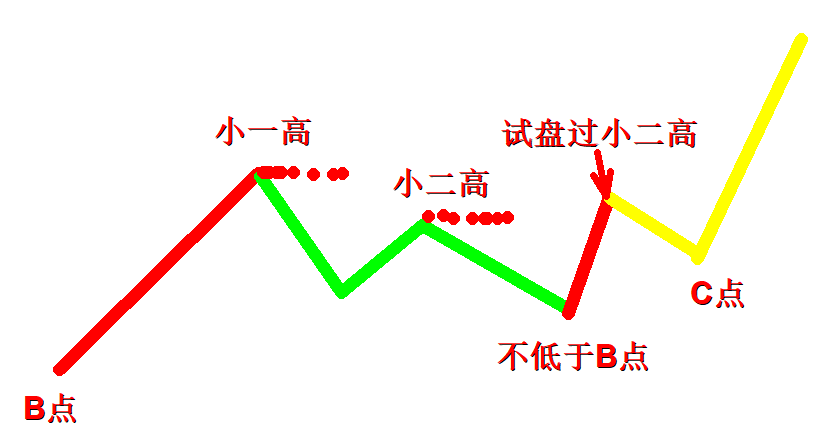 小一高
试盘过小二高
小二高
C点
不低于B点
B点